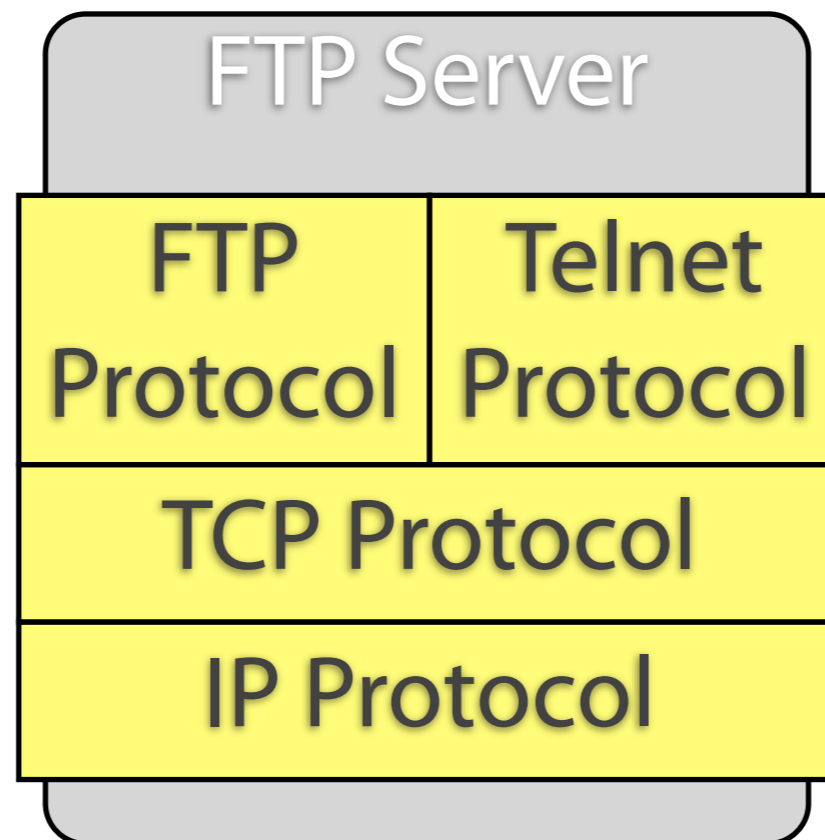 FTP Server
FTP
Protocol
Telnet
Protocol
TCP Protocol
IP Protocol